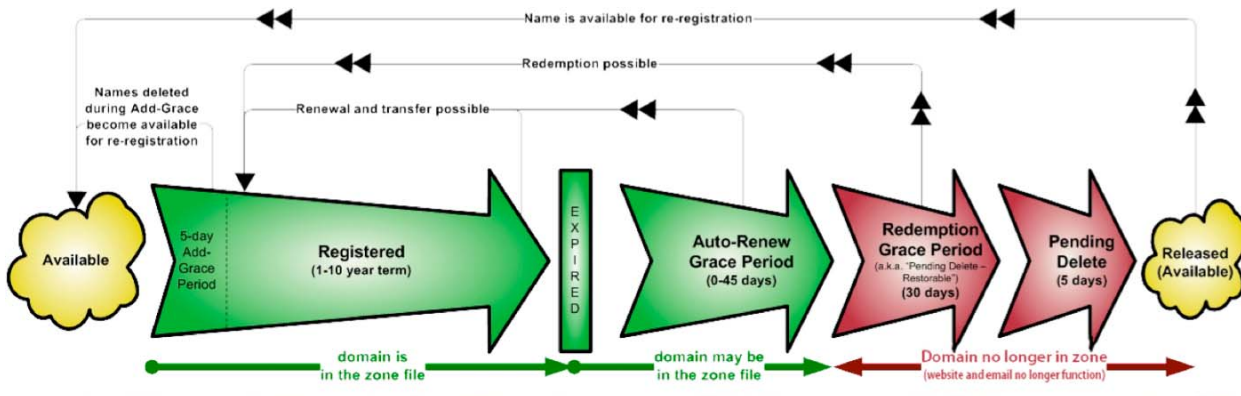 Name is available for re-registration
Redemption possible
Names deleted
during Add-Grace
become available
for re-registration
Renewal and transfer possible
Available
5-day
Add-
Grace
Period
Registered
(1-10 year term)
EXPIRED
Auto-Renew
Grace Period
(0-45 days)
Redemption
Grace Period
(a.k.a. "Pending Delete –
Restorable")
30 days)
Pending
Delete
(5 days)
Released
(Available)
domain is
in the zone file
domain may be
in the zone file
Domain no longer in zone
(website and email no longer function)